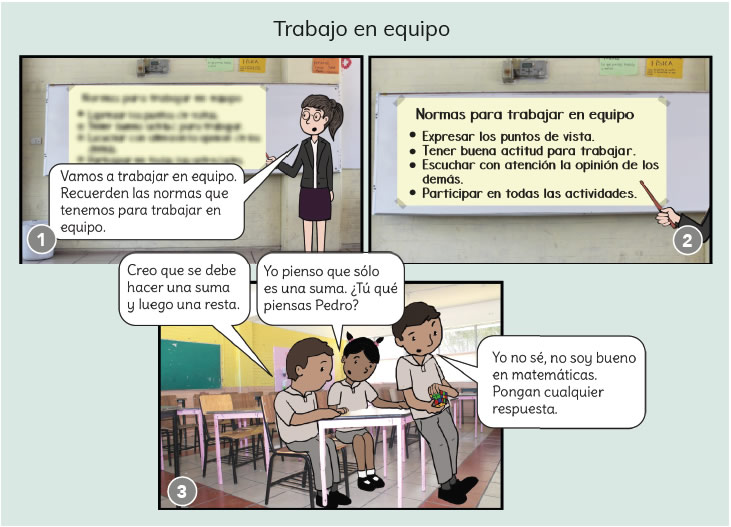 Trabajo en equipo
Vamos a trabajar en equipo.
Recuerden las normas que
tenemos para trabajar en
equipo.
1
Normas para trabajar en equipo
• Expresar los puntos de vista.
• Tener buena actitud para trabajar.
• Escuchar con atención la opinión de los
demás.
• Participar en todas las actividades.
2
Creo que se debe
hacer una suma
y luego una resta.
Yo pienso que sólo
es una suma. ¿Tú qué
piensas Pedro?
Yo no sé, no soy bueno
en matemáticas.
Pongan cualquier
respuesta.
3